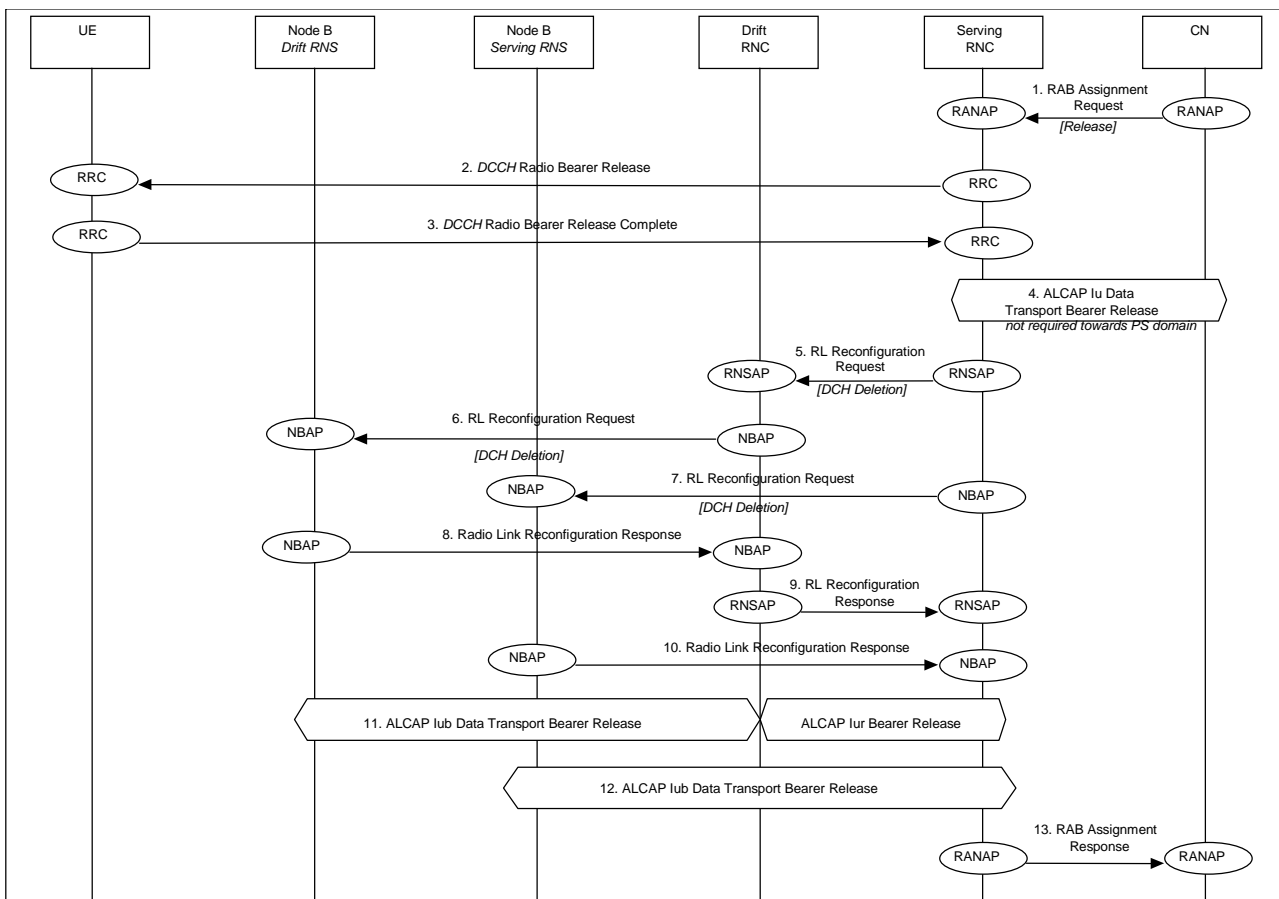 UE
Node B
Drift RNS
Node B
Serving RNS
Drift
RNC
Serving
RNC
CN
1. RAB Assignment
Request
[Release]
RANAP
RANAP
2. DCCH Radio Bearer Release
RRC
RRC
3. DCCH Radio Bearer Release Complete
RRC
RRC
4. ALCAP Iu Data
Transport Bearer Release
not required towards PS domain
5. RL Reconfiguration
Request
[DCH Deletion]
RNSAP
RNSAP
6. RL Reconfiguration Request
[DCH Deletion]
NBAP
NBAP
7. RL Reconfiguration Request
[DCH Deletion]
NBAP
NBAP
8. Radio Link Reconfiguration Response
NBAP
NBAP
9. RL Reconfiguration
Response
RNSAP
RNSAP
10. Radio Link Reconfiguration Response
NBAP
NBAP
11. ALCAP Iub Data Transport Bearer Release
ALCAP Iur Bearer Release
12. ALCAP Iub Data Transport Bearer Release
13. RAB Assignment
Response
RANAP
RANAP